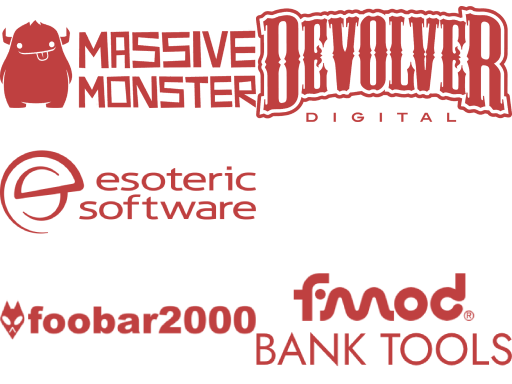 MASSIVE
MONSTER
DEVOLVER
DIGITAL
esoteric
software
foobar2000
fmod®
BANK TOOLS